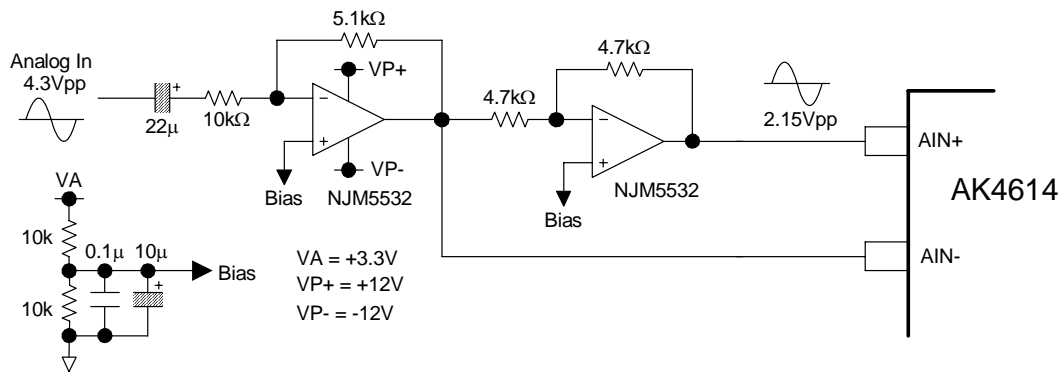 5.1kΩ
4.7kΩ
Analog In
4.3Vpp
VP+
+
22μ
10kΩ
−
+
VP-
Bias
NJM5532
4.7kΩ
−
+
Bias
NJM5532
2.15Vpp
AIN+
AK4614
AIN-
VA
10k
0.1μ
10μ
+
Bias
10k
VA = +3.3V
VP+ = +12V
VP- = -12V